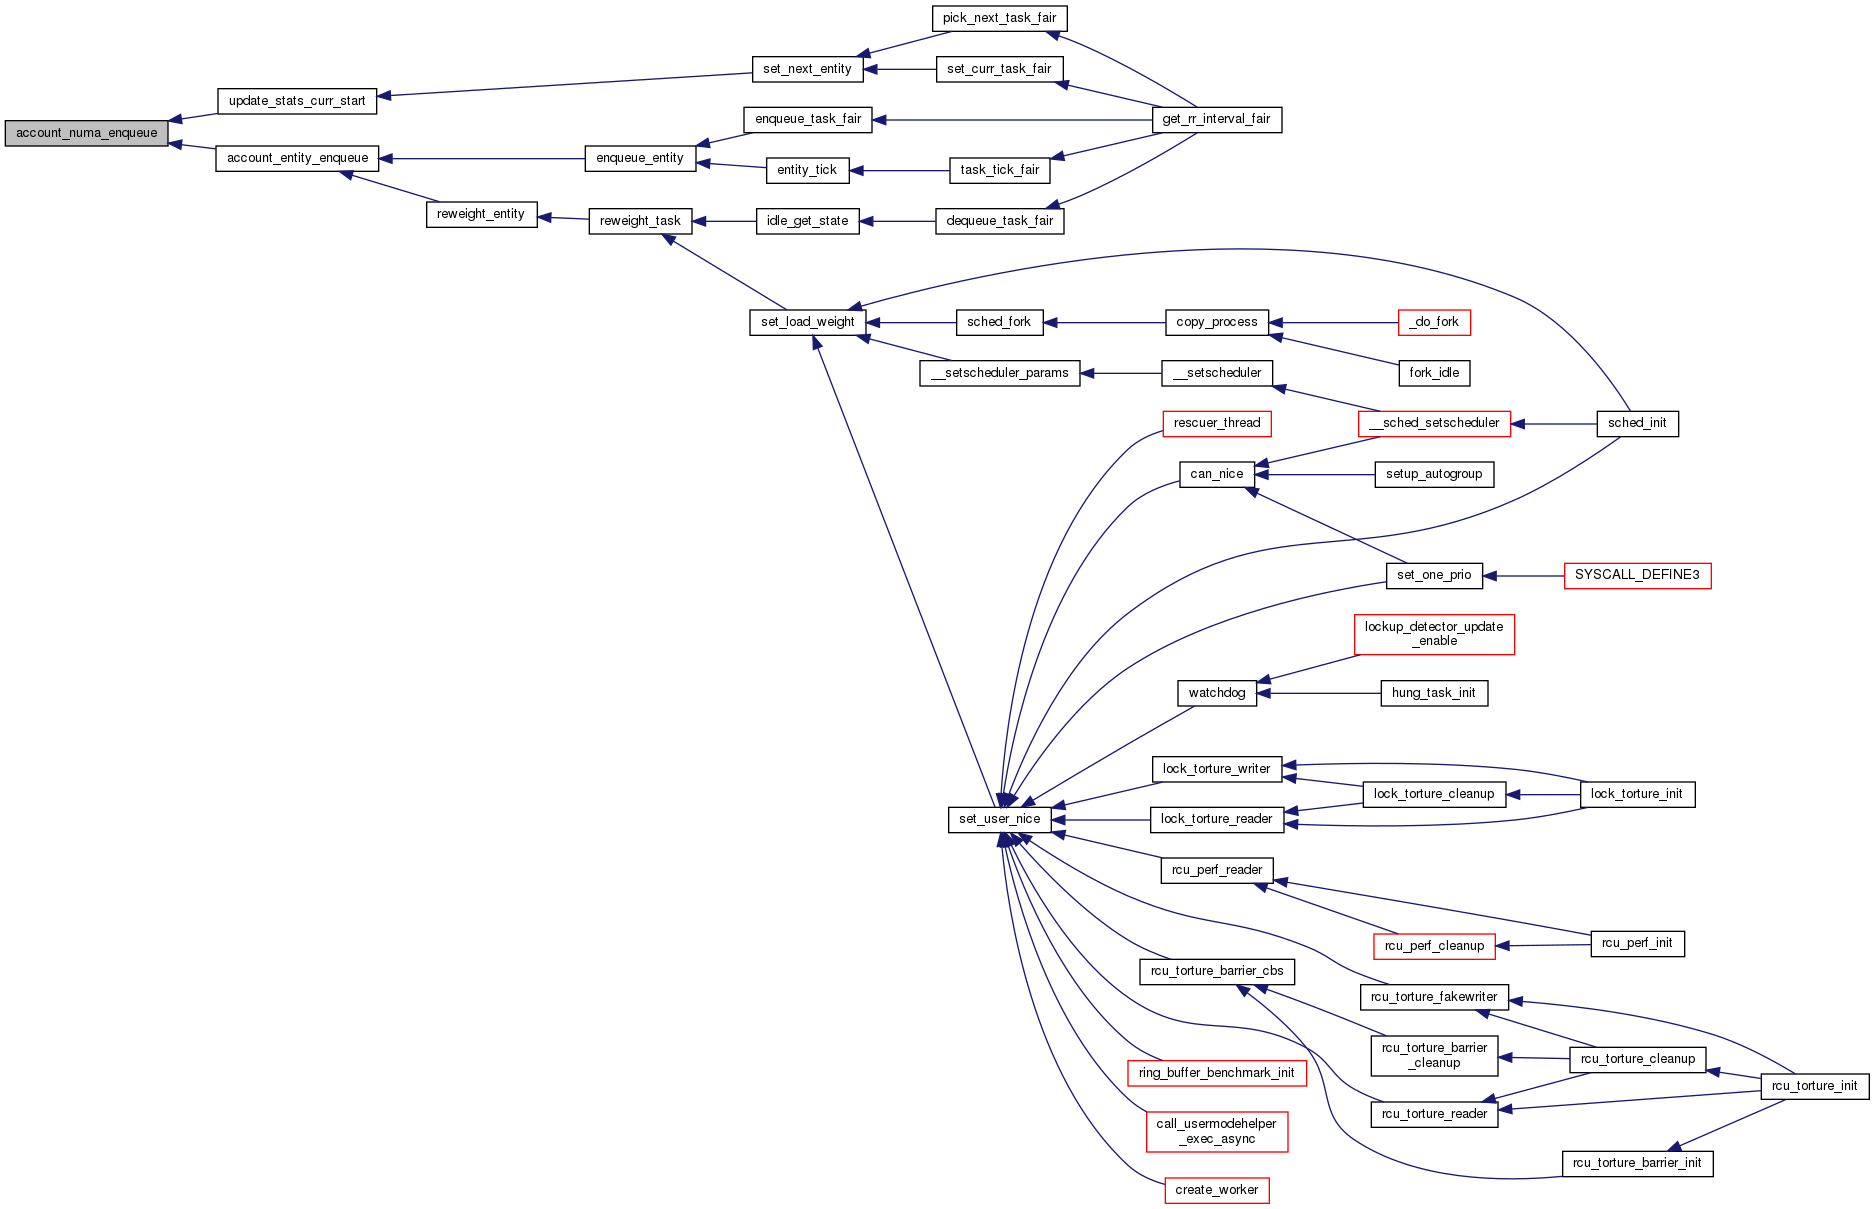 pick_next_task_fair
set_next_entity
set_curr_task_fair
update_stats_curr_start
enqueue_task_fair
get_rr_interval_fair
account_numa_enqueue
account_entity_enqueue
enqueue_entity
entity_tick
task_tick_fair
reweight_entity
reweight_task
idle_get_state
dequeue_task_fair
set_load_weight
sched_fork
copy_process
_do_fork
__setscheduler_params
__setscheduler
fork_idle
rescuer_thread
__sched_setscheduler
sched_init
can_nice
setup_autogroup
set_one_prio
SYSCALL_DEFINE3
lockup_detector_update
_enable
watchdog
hung_task_init
lock_torture_writer
lock_torture_cleanup
lock_torture_init
set_user_nice
lock_torture_reader
rcu_perf_reader
rcu_perf_cleanup
rcu_perf_init
rcu_torture_barrier_cbs
rcu_torture_fakewriter
rcu_torture_barrier
_cleanup
rcu_torture_cleanup
ring_buffer_benchmark_init
rcu_torture_init
rcu_torture_reader
call_usermodehelper
_exec_async
rcu_torture_barrier_init
create_worker